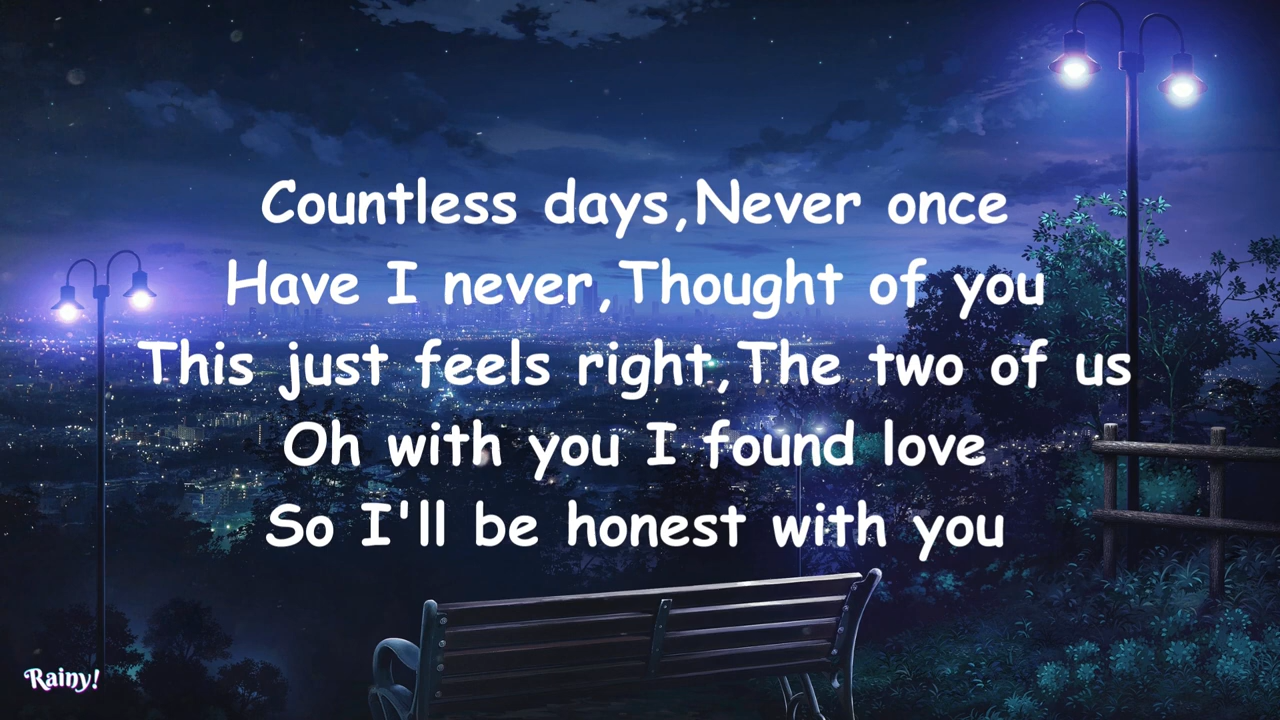 Countless days,Never once
Have I never,Thought of you
This just feels right,The two of us
Oh with you I found love
So I'll be honest with you
Rainy!